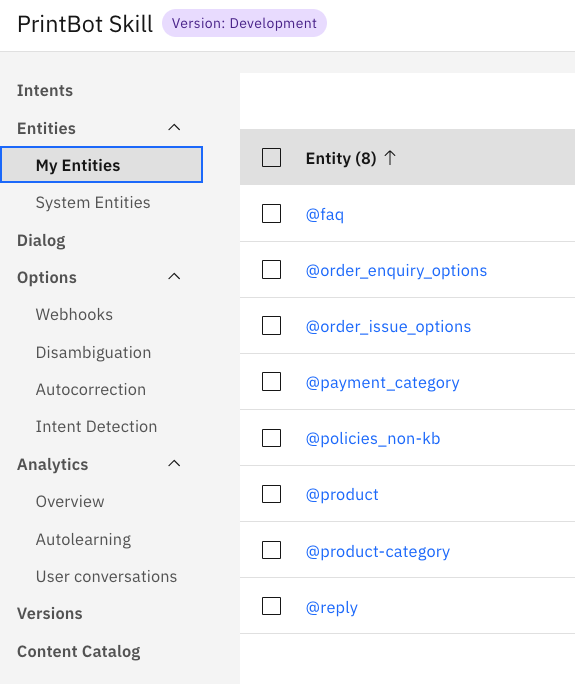 PrintBot Skill Version: Development
Intents
Entities
My Entities
System Entities
Dialog
Options
Webhooks
Disambiguation
Autocorrection
Intent Detection
Analytics
Overview
Autolearning
User conversations
Versions
Content Catalog
Entity (8) ↑
@faq
@order_enquiry_options
@order_issue_options
@payment_category
@policies_non-kb
@product
@product-category
@reply